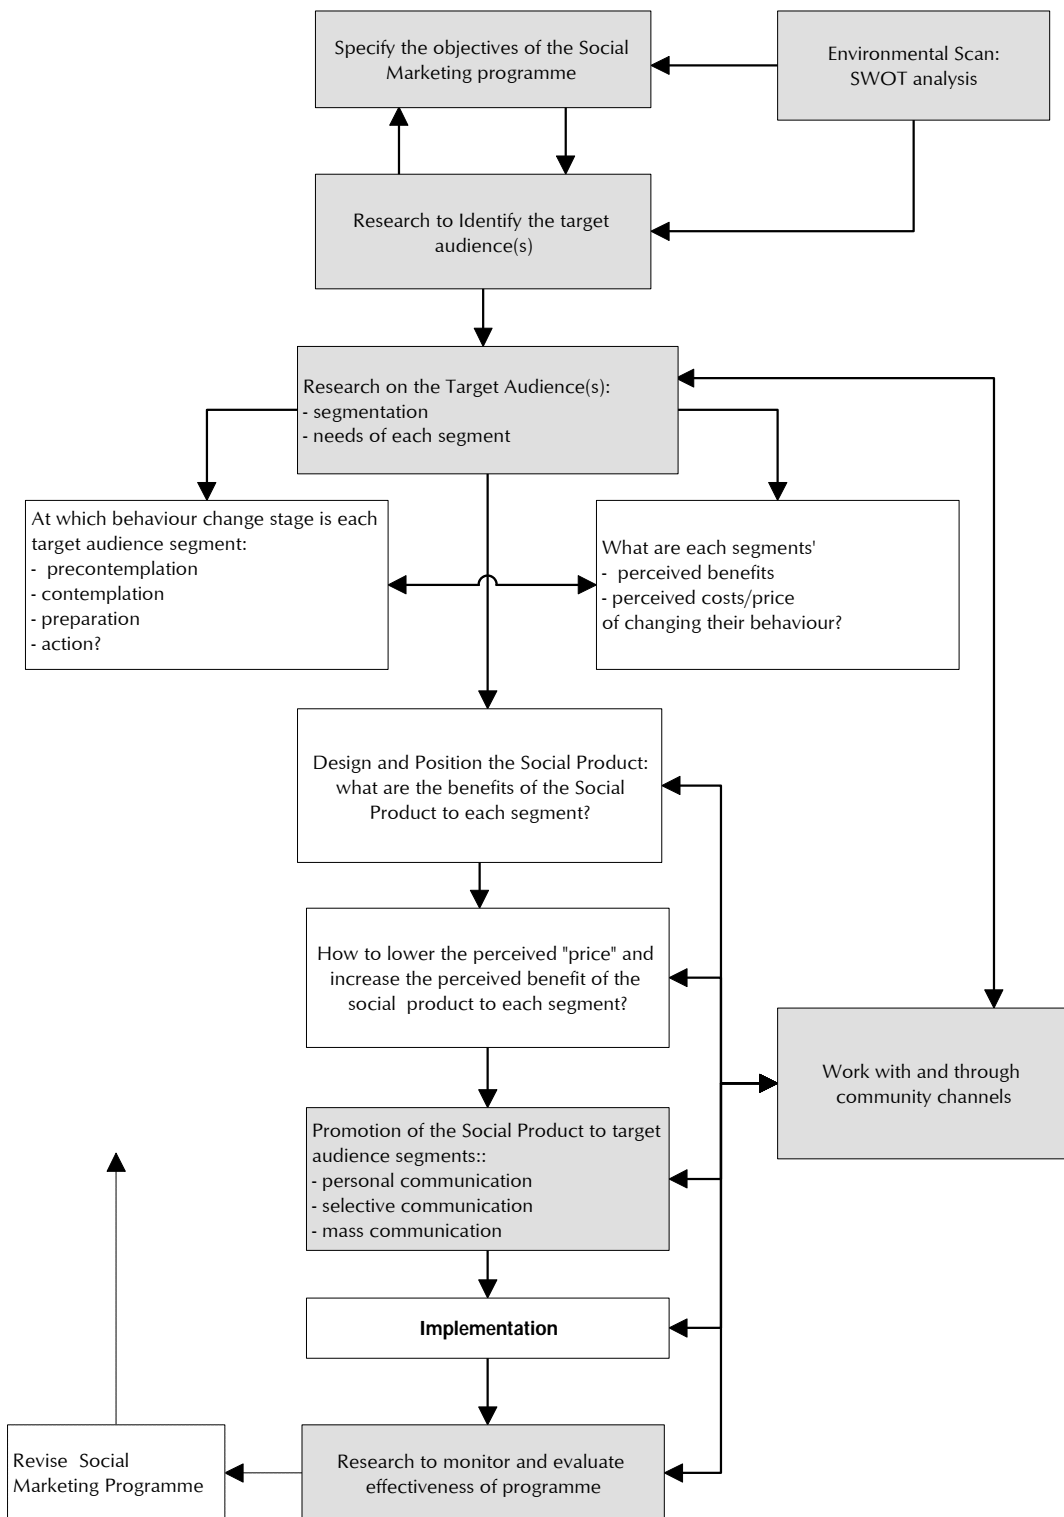 Specify the objectives of the Social
Marketing programme
Environmental Scan:
SWOT analysis
Research to Identify the target
audience(s)
Research on the Target Audience(s):
- segmentation
- needs of each segment
At which behaviour change stage is each
target audience segment:
- precontemplation
- contemplation
- preparation
- action?
What are each segments'
- perceived benefits
- perceived costs/price
of changing their behaviour?
Design and Position the Social Product:
what are the benefits of the Social
Product to each segment?
How to lower the perceived "price" and
increase the perceived benefit of the
social product to each segment?
Work with and through
community channels
Promotion of the Social Product to target
audience segments::
- personal communication
- selective communication
- mass communication
Implementation
Revise Social
Marketing Programme
Research to monitor and evaluate
effectiveness of programme